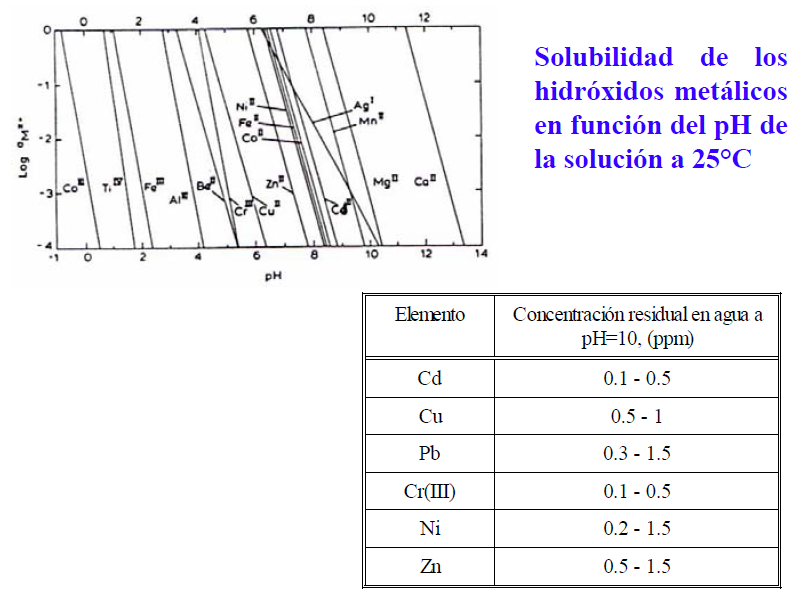 0 2 4 6 8 10 12
Solubilidad de los
hidróxidos metálicos
en función del pH de
la solución a 25°C
0
-1
-2
-3
-4
Log aM^z+
Ni^II
Fe^II
Co^II
Ag^I
Mn^II
Co^III
Ti^IV
Fe^III
Al^III
Be^II
Cr^III
Cu^II
Zn^II
Cd^II
Mg^II
Ca^II
-1 0 2 4 6 8 10 12 14
pH
Elemento Concentración residual en agua a
pH=10, (ppm)
Cd 0.1 - 0.5
Cu 0.5 - 1
Pb 0.3 - 1.5
Cr(III) 0.1 - 0.5
Ni 0.2 - 1.5
Zn 0.5 - 1.5